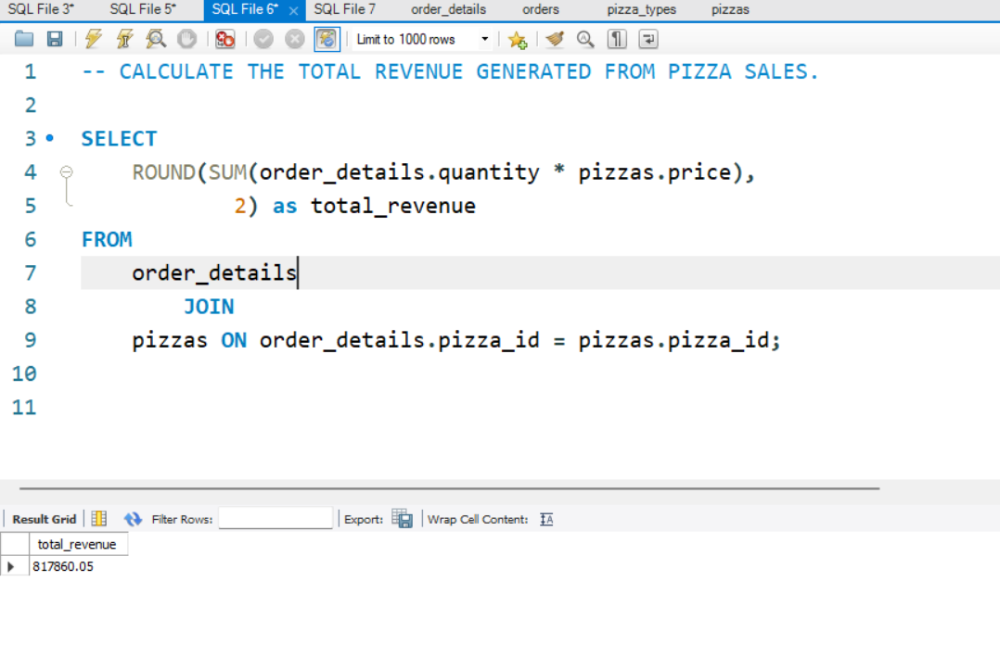 SQL File 3* SQL File 5* SQL File 6* × SQL File 7 order_details orders pizza_types pizzas
Limit to 1000 rows
1 -- CALCULATE THE TOTAL REVENUE GENERATED FROM PIZZA SALES.
2
3 SELECT
4 ROUND(SUM(order_details.quantity * pizzas.price),
5 2) as total_revenue
6 FROM
7 order_details
8 JOIN
9 pizzas ON order_details.pizza_id = pizzas.pizza_id;
10
11
Result Grid Filter Rows: Export: Wrap Cell Content:
total_revenue
817860.05